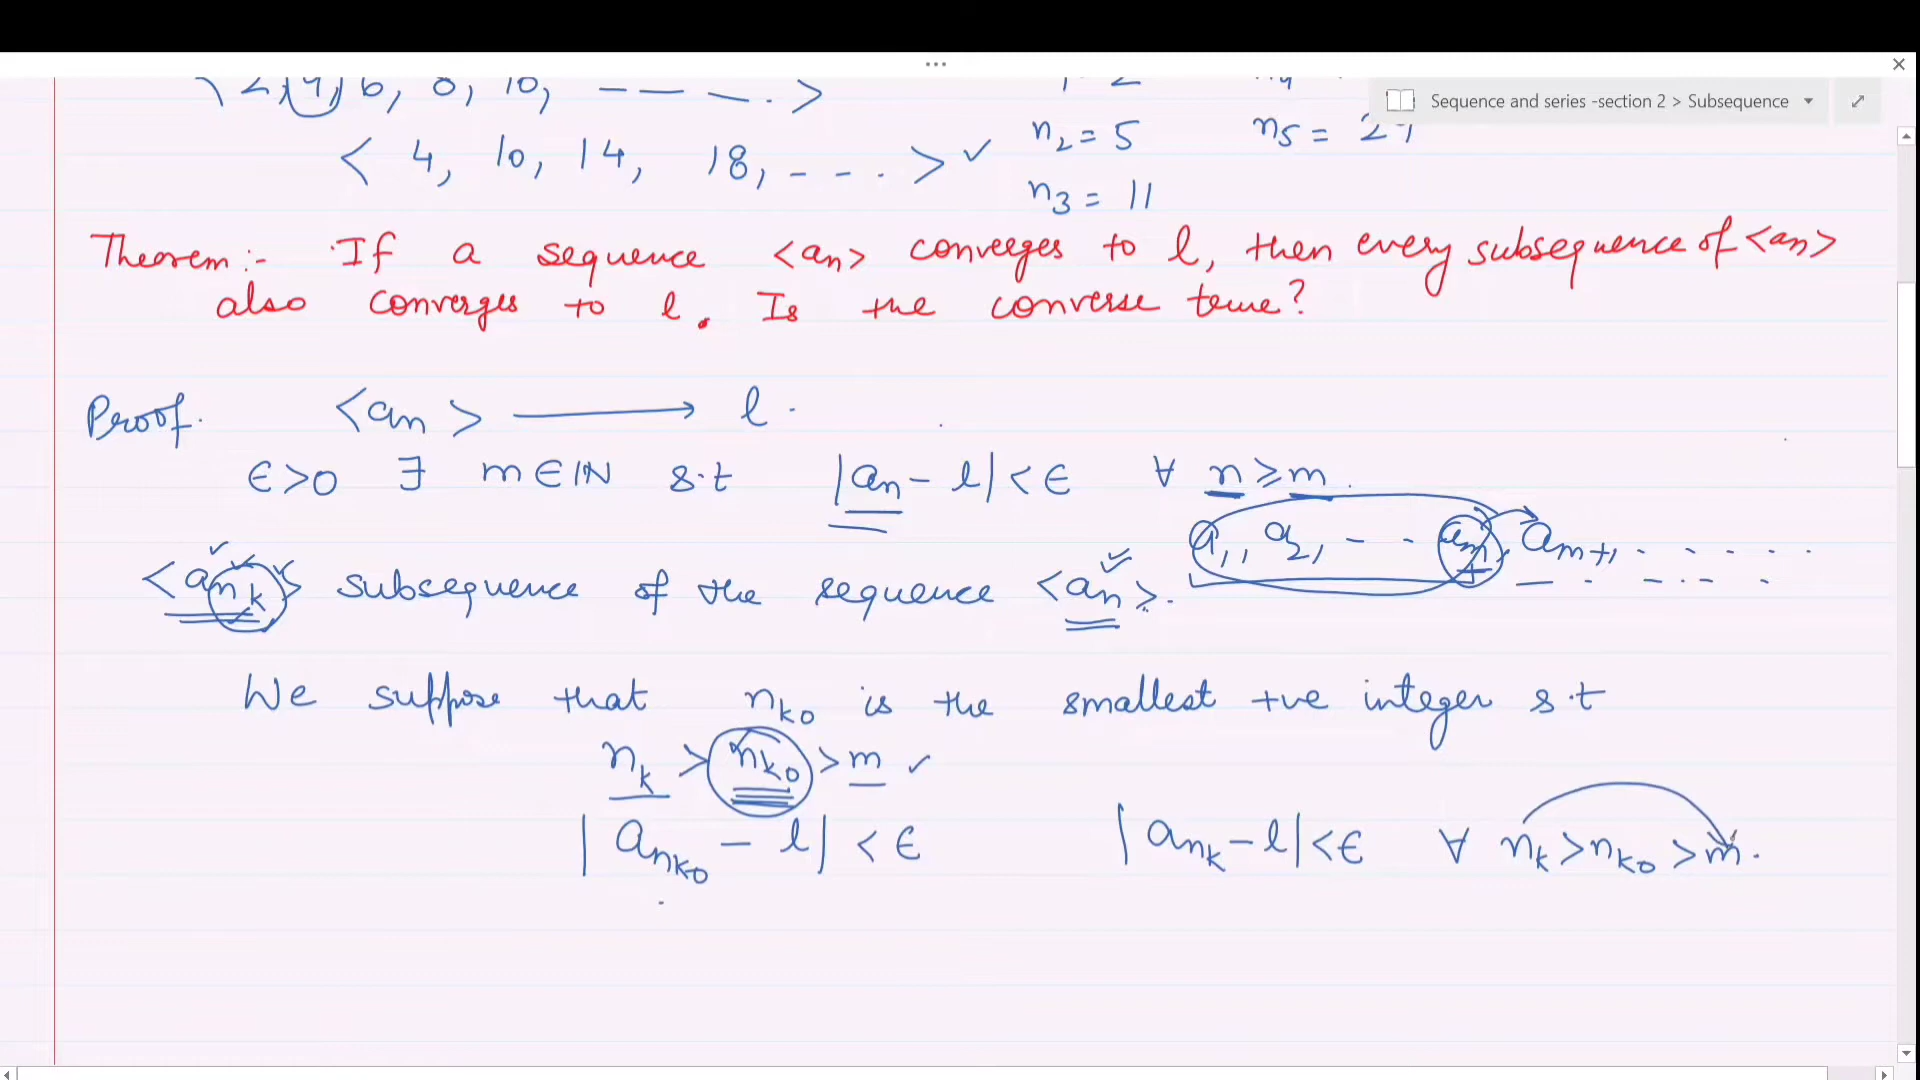 2, 4, 6, 8, 10, -- -- -- . >
Sequence and series -section 2 > Subsequence
< 4, 10, 14, 18, - - - . > ✓
n2 = 5
n5 =
n3 = 11
Theorem:- If a sequence <an> converges to l, then every subsequence of <an>
also converges to l. Is the converse true?
Proof. <an> ⟶ l.
∈>0 ∃ m∈IN s.t |an - l| < ∈ ∀ n ≥ m.
a1, a2, - - am, am+1, . . . . . .
<ank> subsequence of the sequence <an>.
We suppose that nk0 is the smallest +ve integer s.t
nk > nk0 > m ✓
|ank0 - l| < ∈ |ank - l| < ∈ ∀ nk > nk0 > m.